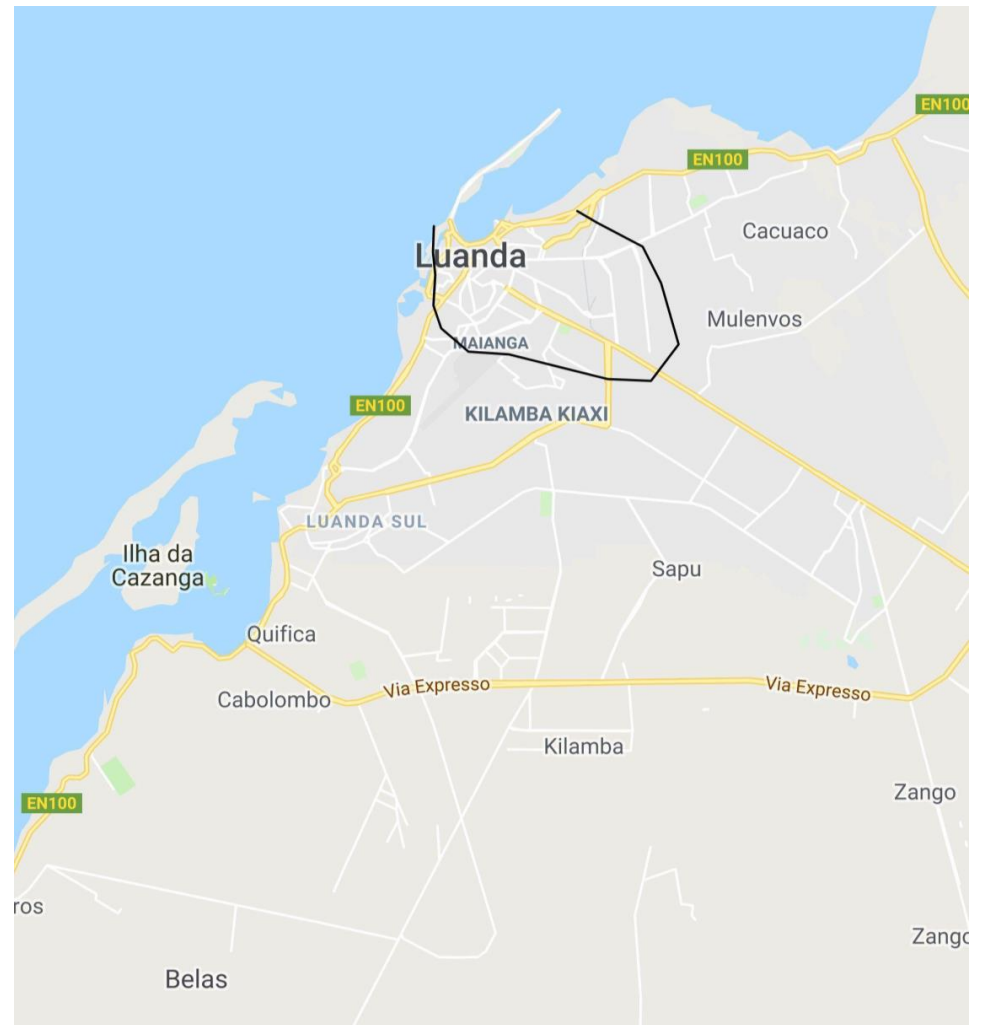 EN100
EN100
Cacuaco
Luanda
Mulenvos
MAIANGA
EN100
KILAMBA KIAXI
LUANDA SUL
Ilha da
Cazanga
Sapu
Quifica
Via Expresso
Via Expresso
Cabolombo
Kilamba
Zango
EN100
ros
Zango
Belas